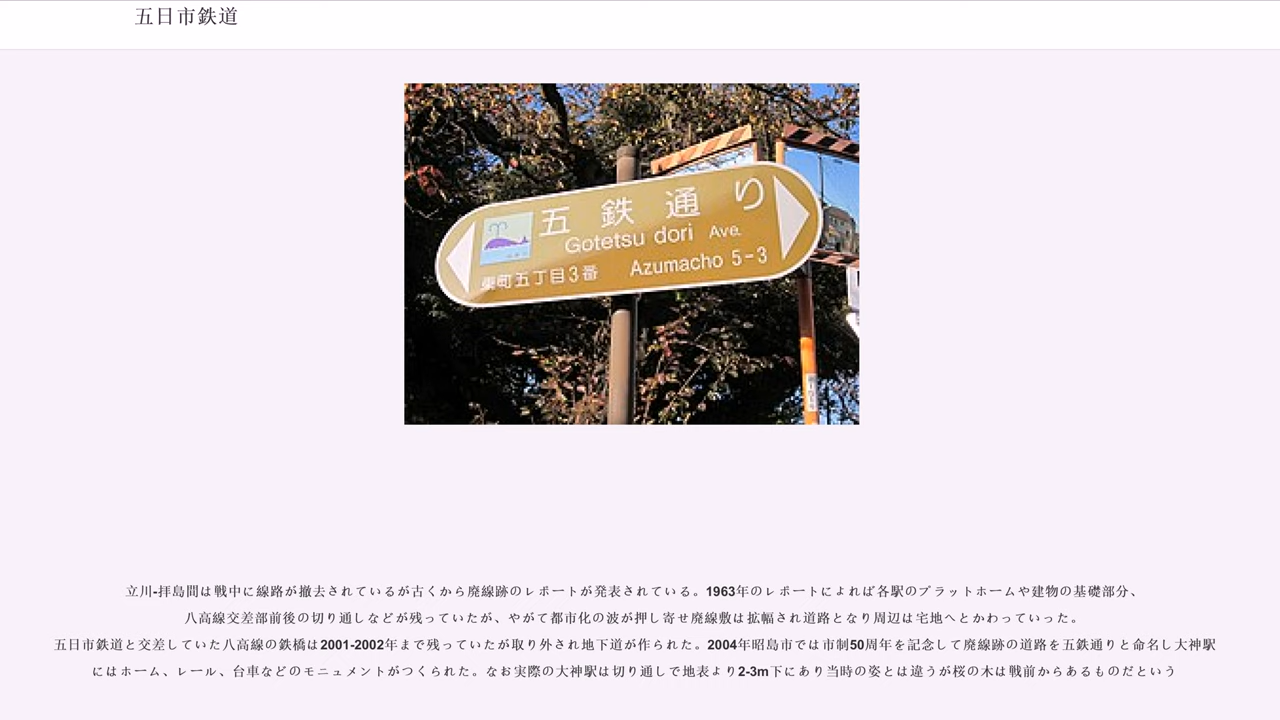 五日市鉄道
五鉄通り
Gotetsu dori Ave.
東町五丁目3番 Azumacho 5-3
立川-拝島間は戦中に線路が撤去されているが古くから廃線跡のレポートが発表されている。1963年のレポートによれば各駅のプラットホームや建物の基礎部分、
八高線交差部前後の切り通しなどが残っていたが、やがて都市化の波が押し寄せ廃線敷は拡幅され道路となり周辺は宅地へとかわっていった。
五日市鉄道と交差していた八高線の鉄橋は2001-2002年まで残っていたが取り外され地下道が作られた。2004年昭島市では市制50周年を記念して廃線跡の道路を五鉄通りと命名し大神駅
にはホーム、レール、台車などのモニュメントがつくられた。なお実際の大神駅は切り通しで地表より2-3m下にあり当時の姿とは違うが桜の木は戦前からあるものだという